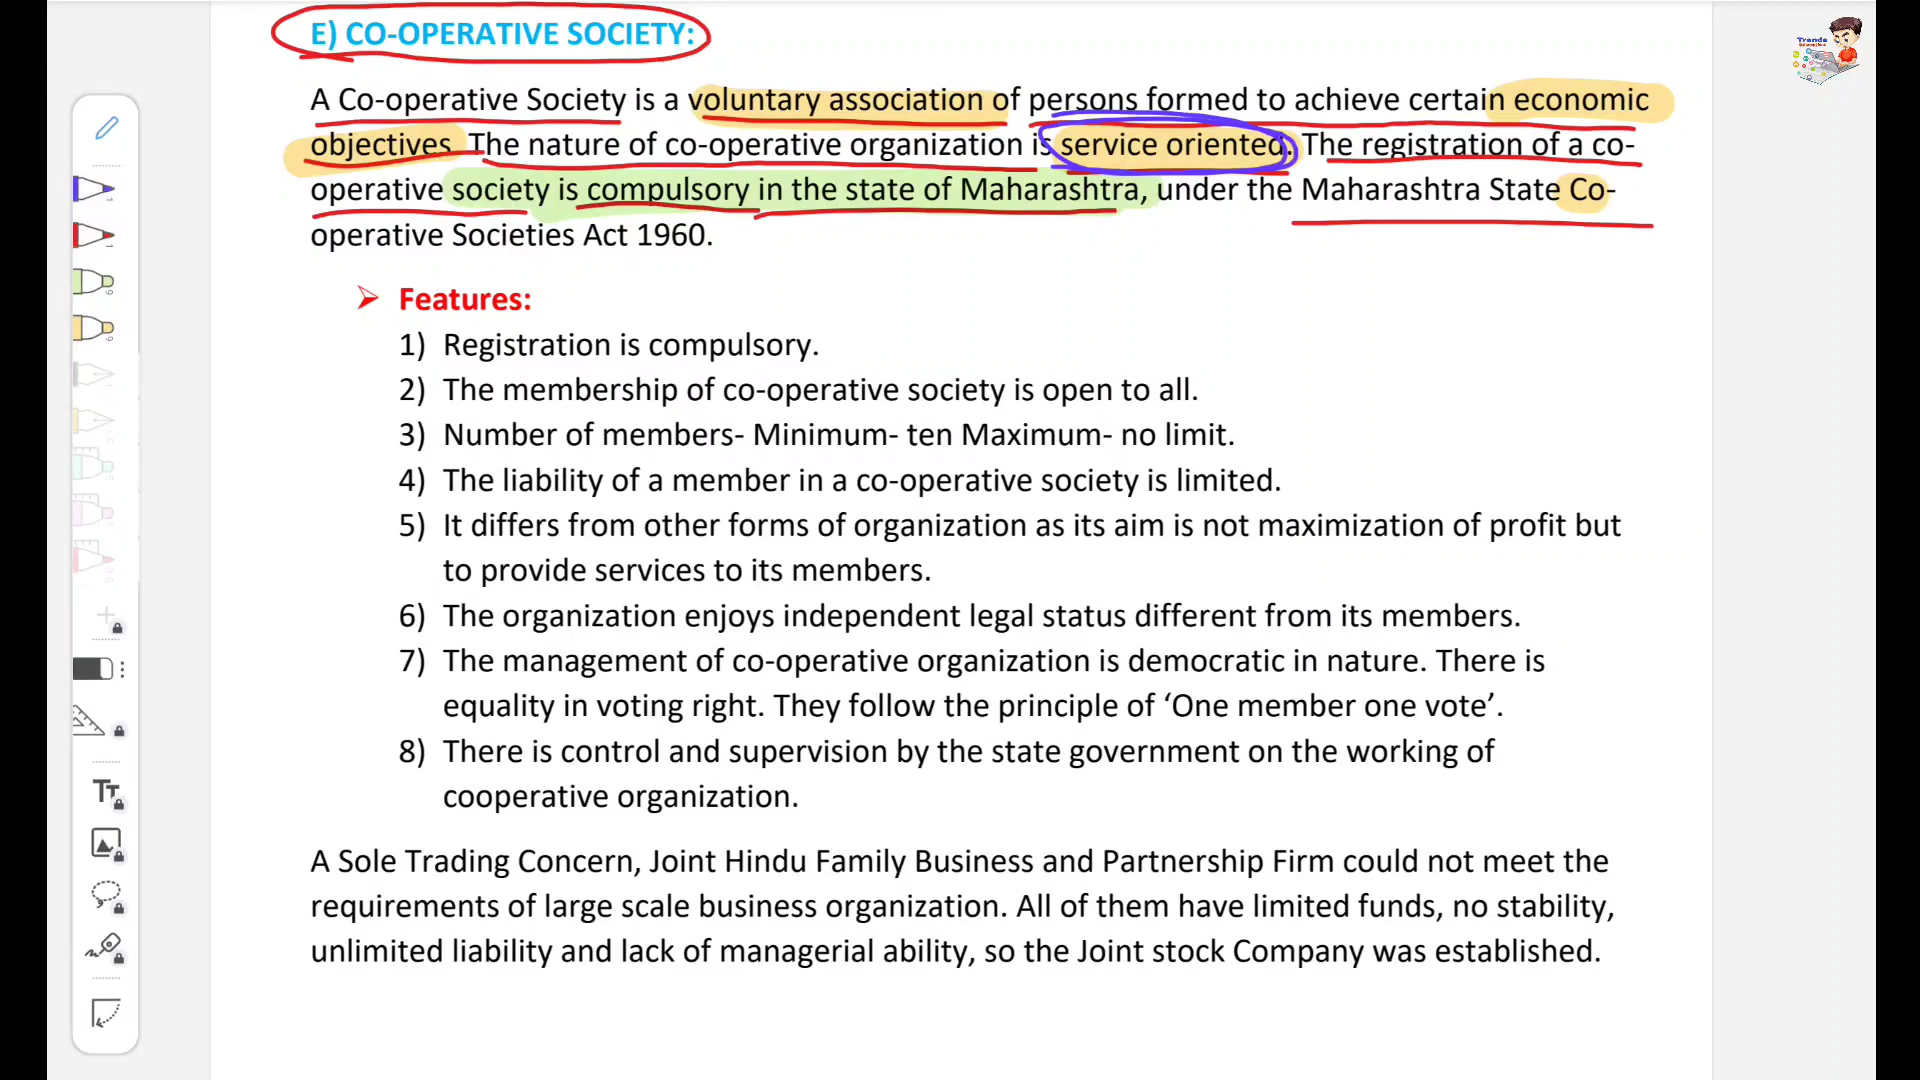 E) CO-OPERATIVE SOCIETY:
Trends
A Co-operative Society is a voluntary association of persons formed to achieve certain economic
objectives. The nature of co-operative organization is service oriented. The registration of a co-
operative society is compulsory in the state of Maharashtra, under the Maharashtra State Co-
operative Societies Act 1960.
➢ Features:
1) Registration is compulsory.
2) The membership of co-operative society is open to all.
3) Number of members- Minimum- ten Maximum- no limit.
4) The liability of a member in a co-operative society is limited.
5) It differs from other forms of organization as its aim is not maximization of profit but
to provide services to its members.
6) The organization enjoys independent legal status different from its members.
7) The management of co-operative organization is democratic in nature. There is
equality in voting right. They follow the principle of ‘One member one vote’.
8) There is control and supervision by the state government on the working of
cooperative organization.
A Sole Trading Concern, Joint Hindu Family Business and Partnership Firm could not meet the
requirements of large scale business organization. All of them have limited funds, no stability,
unlimited liability and lack of managerial ability, so the Joint stock Company was established.